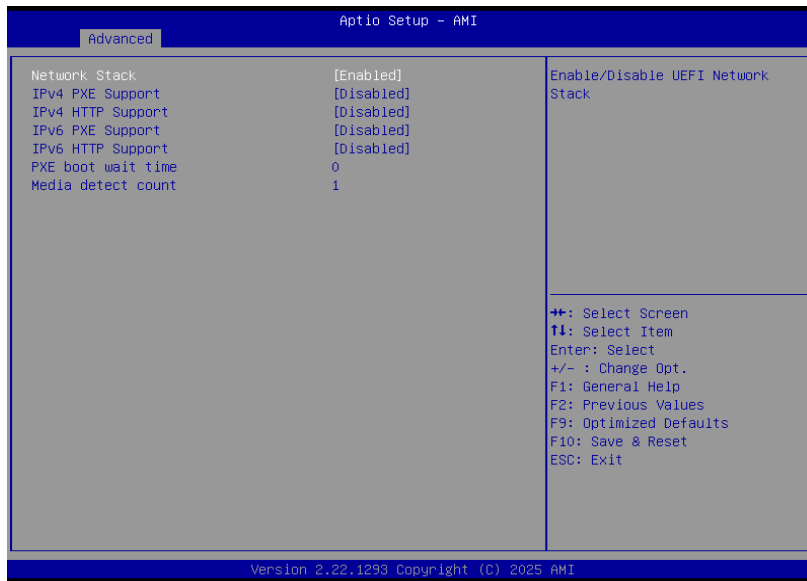 Aptio Setup – AMI
Advanced
Network Stack [Enabled]
IPv4 PXE Support [Disabled]
IPv4 HTTP Support [Disabled]
IPv6 PXE Support [Disabled]
IPv6 HTTP Support [Disabled]
PXE boot wait time 0
Media detect count 1
Enable/Disable UEFI Network
Stack
→←: Select Screen
↑↓: Select Item
Enter: Select
+/- : Change Opt.
F1: General Help
F2: Previous Values
F9: Optimized Defaults
F10: Save & Reset
ESC: Exit
Version 2.22.1293 Copyright (C) 2025 AMI